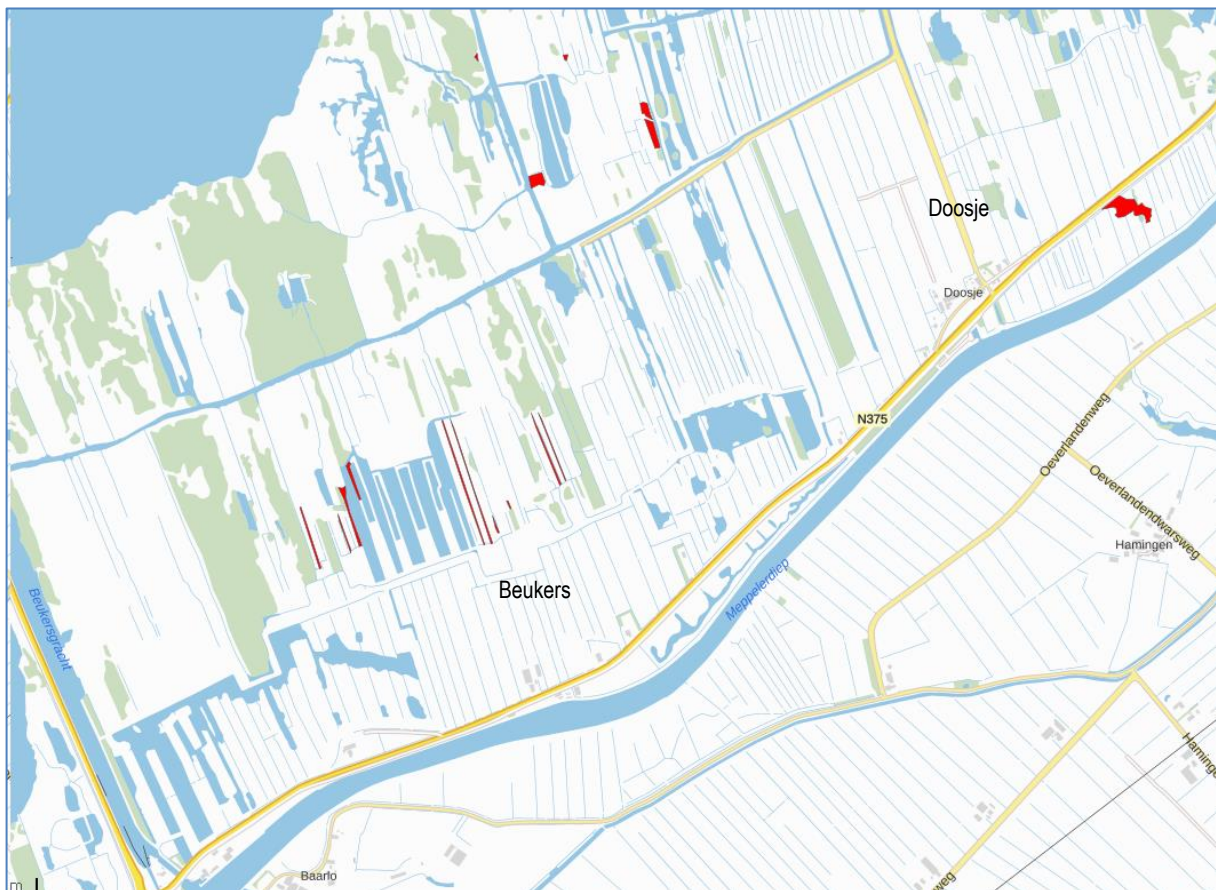 Doosje
Doosje
N375
Oeverlandenweg
Oeverlandendwarsweg
Hamingen
Meppelerdiep
Beukers
Beukersgracht
Baarlo